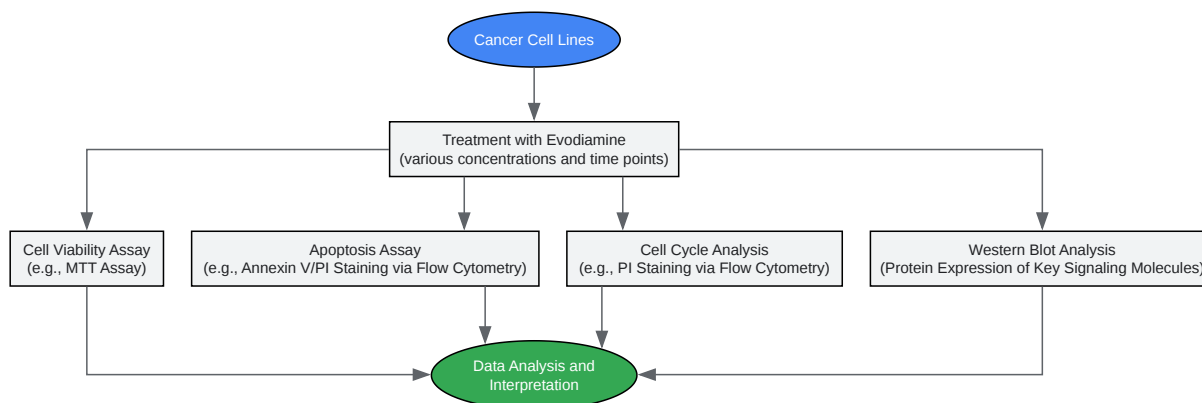 Cancer Cell Lines
Treatment with Evodiamine
(various concentrations and time points)
Cell Viability Assay
(e.g., MTT Assay)
Apoptosis Assay
(e.g., Annexin V/PI Staining via Flow Cytometry)
Cell Cycle Analysis
(e.g., PI Staining via Flow Cytometry)
Western Blot Analysis
(Protein Expression of Key Signaling Molecules)
Data Analysis and
Interpretation